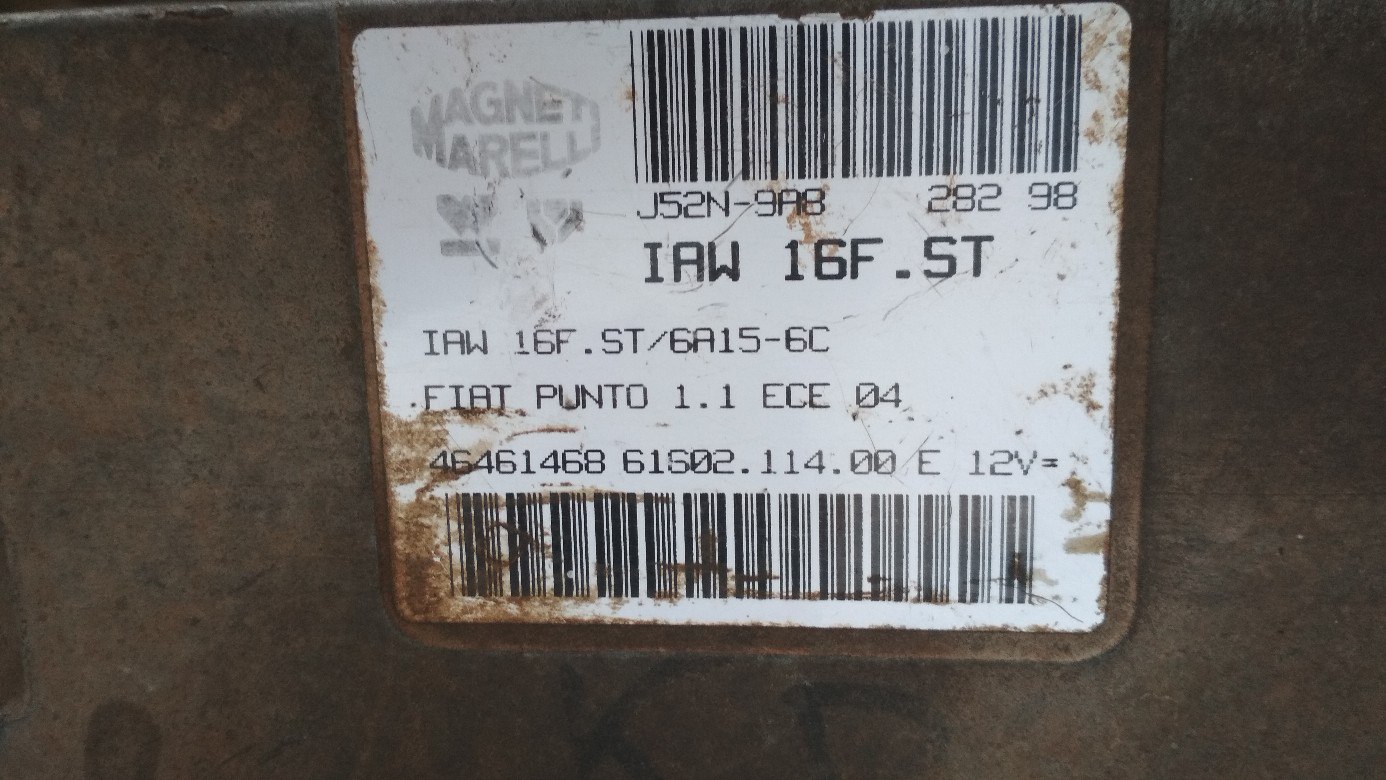 MAGNETI
MARELLI
J52N-9A8 282 98
IAW 16F.ST
IAW 16F.ST/6A15-6C
FIAT PUNTO 1.1 ECE 04
46461468 61S02.114.00 E 12V=